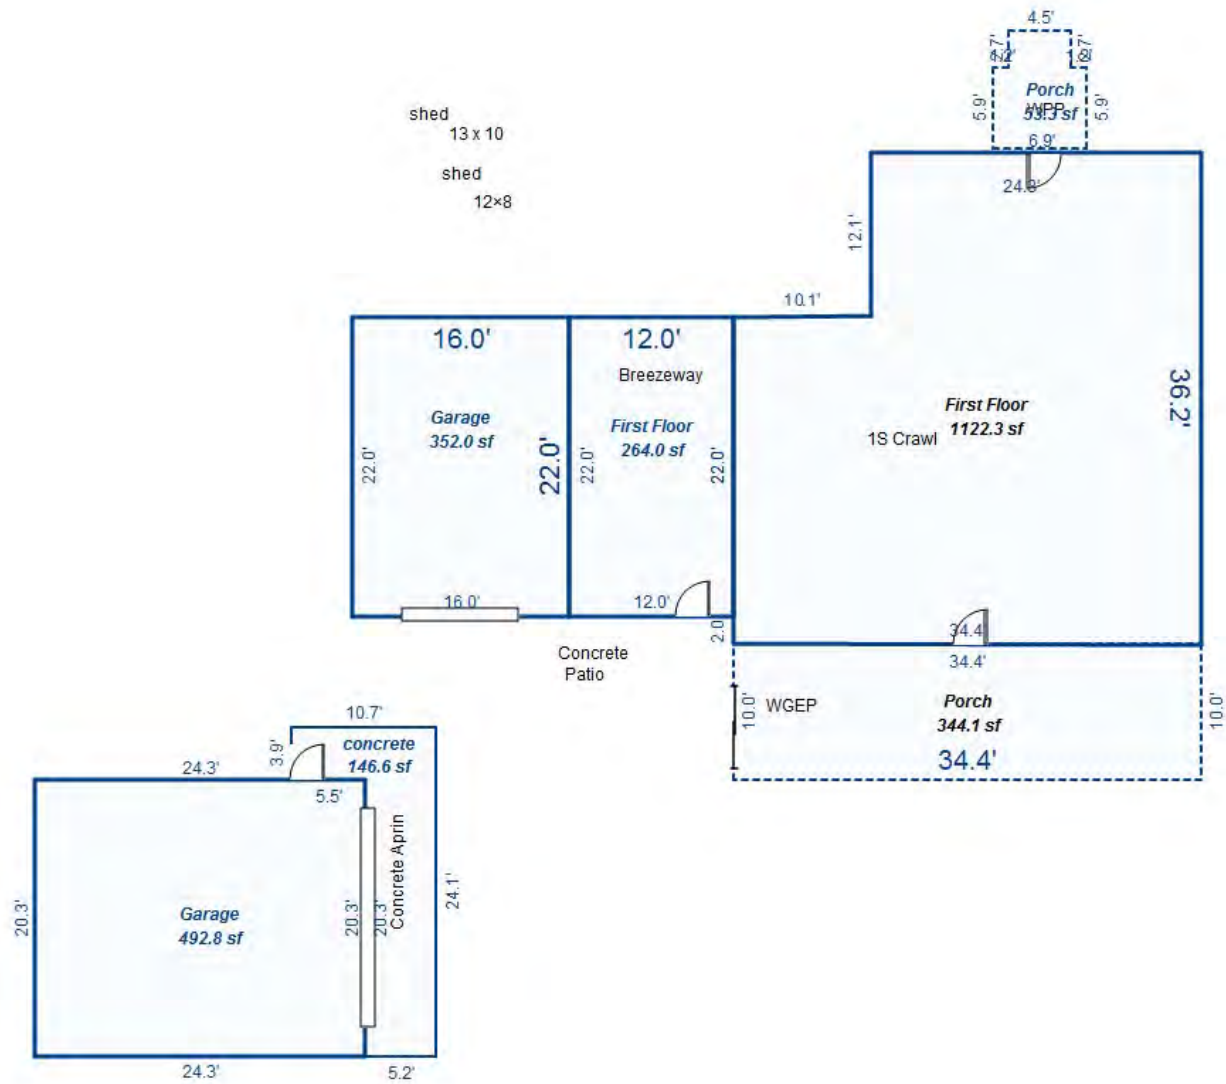 4.5'
5.9'
Porch
53.3 sf
5.9'
6.9'
24.3'
shed
13 x 10
shed
12×8
12.1'
10.1'
16.0'
12.0'
Breezeway
Garage
352.0 sf
First Floor
264.0 sf
First Floor
1122.3 sf
1S Crawl
36.2'
22.0'
22.0'
22.0'
22.0'
16.0'
12.0'
2.0'
34.4'
34.4'
Concrete
Patio
10.0'
WGEP
Porch
344.1 sf
34.4'
10.0'
10.7'
3.9'
concrete
146.6 sf
24.3'
5.5'
Concrete Aprin
20.3'
Garage
492.8 sf
20.3'
20.3'
24.1'
24.3'
5.2'